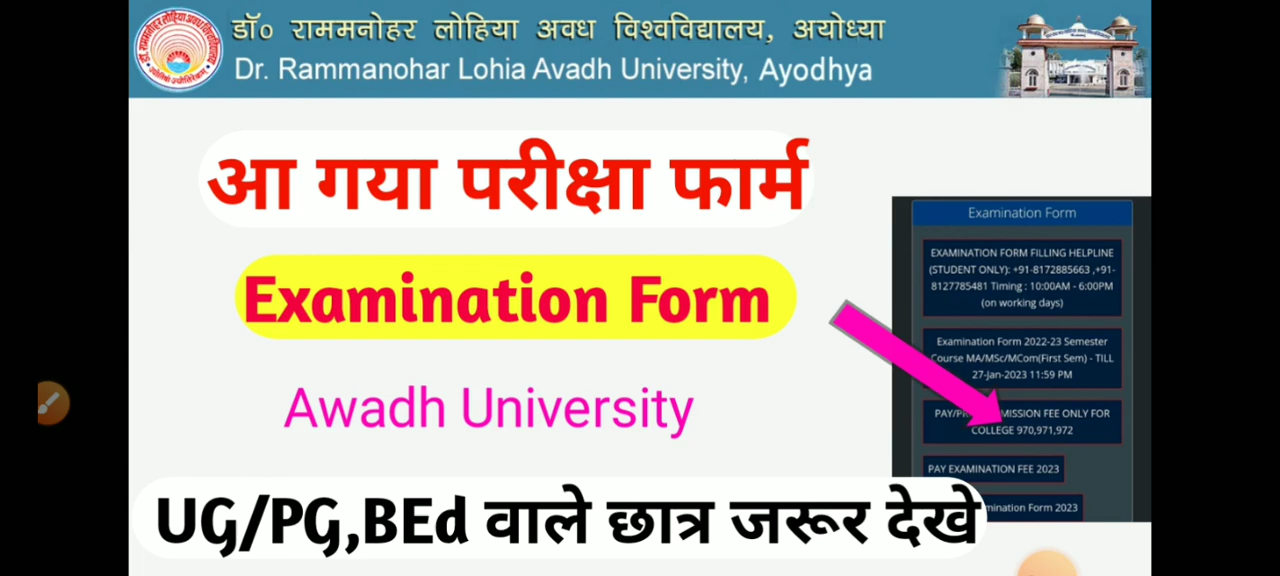 डॉ० राममनोहर लोहिया अवध विश्वविद्यालय, अयोध्या
Dr. Rammanohar Lohia Avadh University, Ayodhya
आ गया परीक्षा फार्म
Examination Form
Awadh University
UG/PG,BEd वाले छात्र जरूर देखे
Examination Form
EXAMINATION FORM FILLING HELPLINE
(STUDENT ONLY): +91-8172885663 ,+91-
8127785481 Timing : 10:00AM - 6:00PM
(on working days)
Examination Form 2022-23 Semester
Course MA/MSc/MCom(First Sem) - TILL
27-Jan-2023 11:59 PM
FEE ONLY FOR
COLLEGE 970,971,972
PAY EXAMINATION FEE 2023
Form 2023